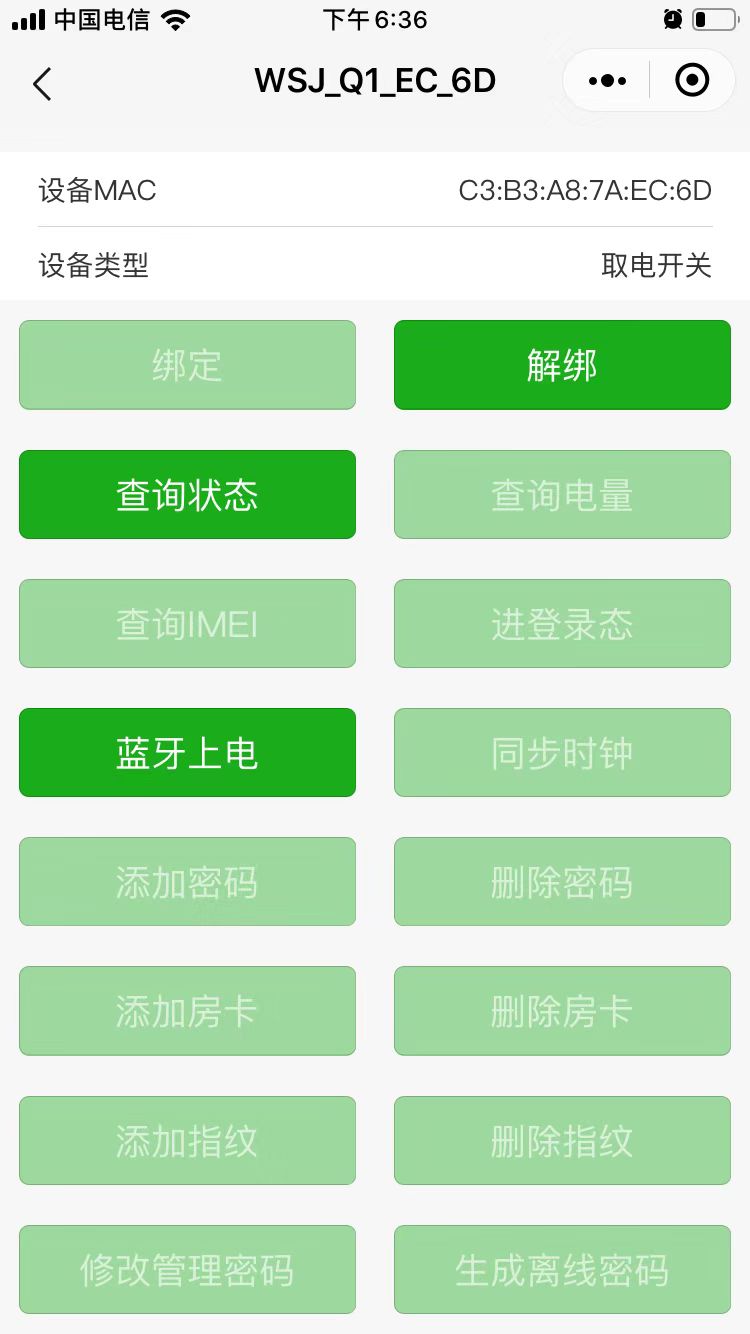 中国电信 下午6:36
WSJ_Q1_EC_6D
设备MAC C3:B3:A8:7A:EC:6D
设备类型 取电开关
绑定 解绑
查询状态 查询电量
查询IMEI 进登录态
蓝牙上电 同步时钟
添加密码 删除密码
添加房卡 删除房卡
添加指纹 删除指纹
修改管理密码 生成离线密码